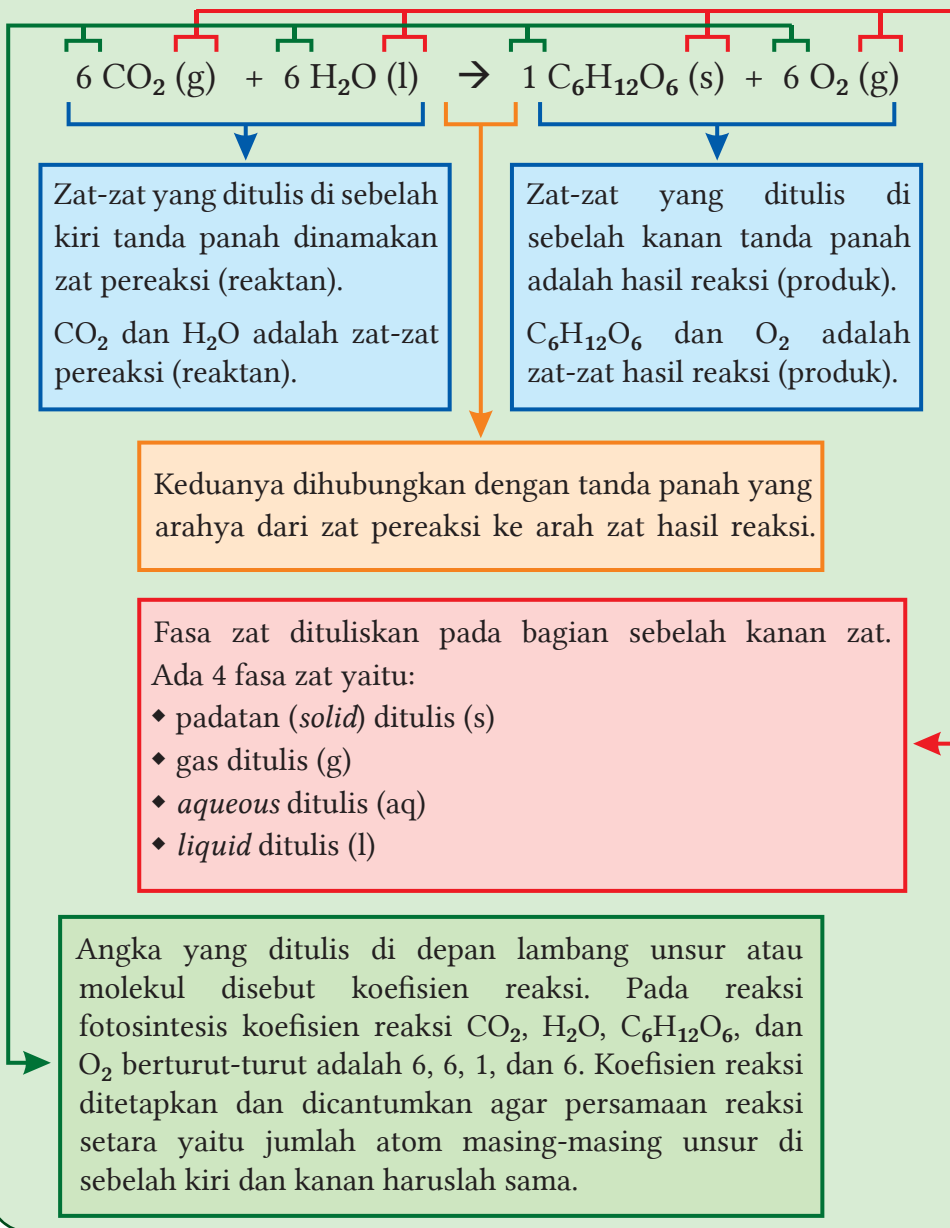 6 CO₂ (g) + 6 H₂O (l) → 1 C₆H₁₂O₆ (s) + 6 O₂ (g)
Zat-zat yang ditulis di sebelah
kiri tanda panah dinamakan
zat pereaksi (reaktan).
CO₂ dan H₂O adalah zat-zat
pereaksi (reaktan).
Zat-zat yang ditulis di
sebelah kanan tanda panah
adalah hasil reaksi (produk).
C₆H₁₂O₆ dan O₂ adalah
zat-zat hasil reaksi (produk).
Keduanya dihubungkan dengan tanda panah yang
arahya dari zat pereaksi ke arah zat hasil reaksi.
Fasa zat dituliskan pada bagian sebelah kanan zat.
Ada 4 fasa zat yaitu:
◆ padatan (solid) ditulis (s)
◆ gas ditulis (g)
◆ aqueous ditulis (aq)
◆ liquid ditulis (l)
Angka yang ditulis di depan lambang unsur atau
molekul disebut koefisien reaksi. Pada reaksi
fotosintesis koefisien reaksi CO₂, H₂O, C₆H₁₂O₆, dan
O₂ berturut-turut adalah 6, 6, 1, dan 6. Koefisien reaksi
ditetapkan dan dicantumkan agar persamaan reaksi
setara yaitu jumlah atom masing-masing unsur di
sebelah kiri dan kanan haruslah sama.